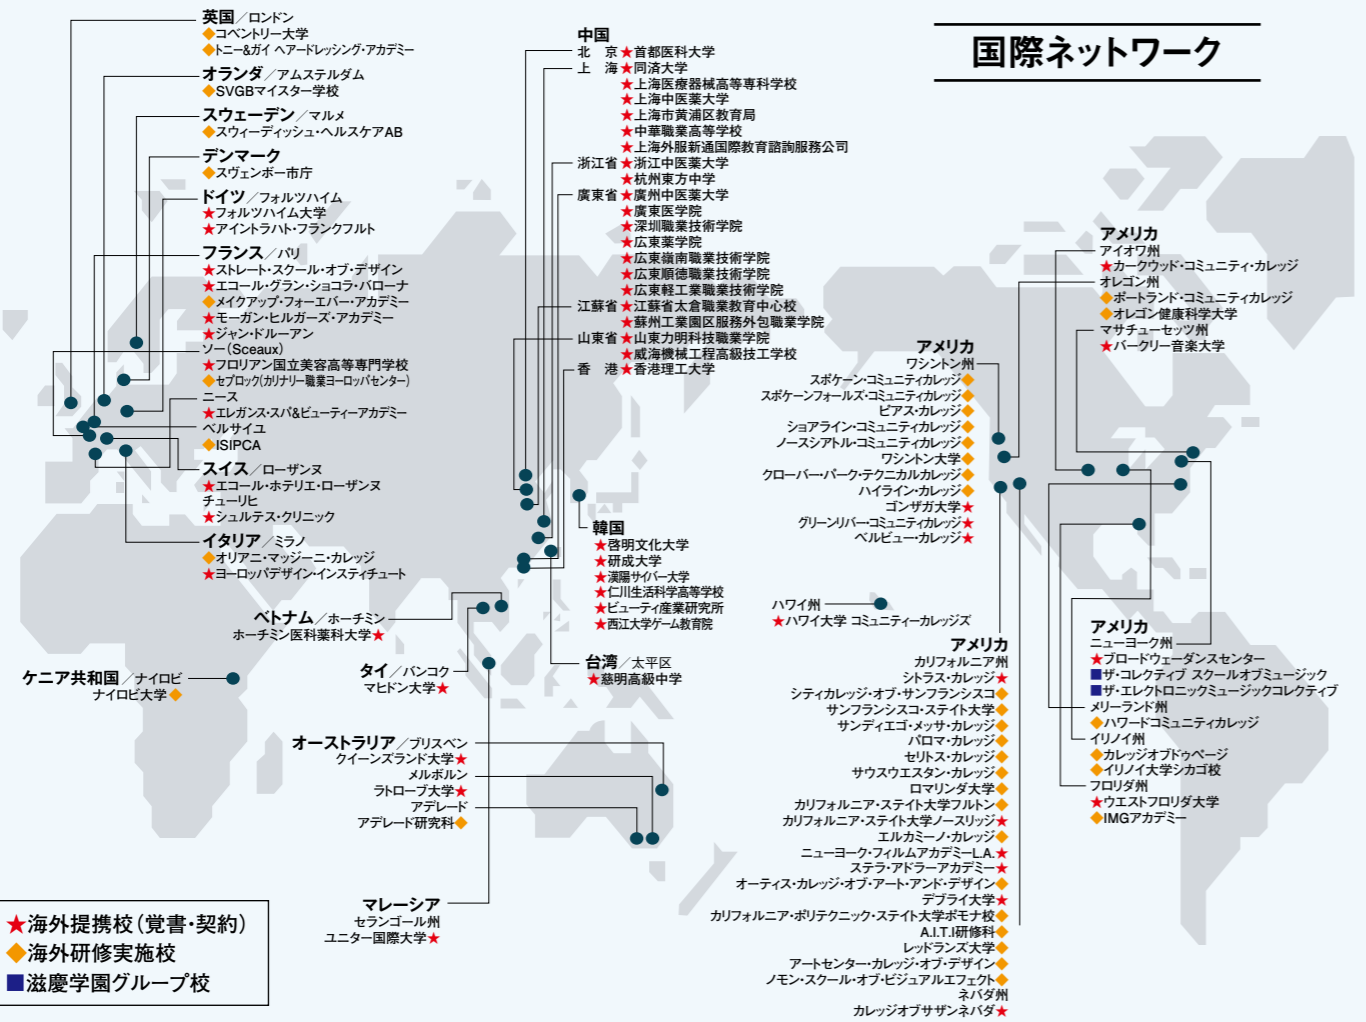 国際ネットワーク
英国／ロンドン
◆コベントリー大学
◆トニー&ガイ ヘアードレッシング・アカデミー
オランダ／アムステルダム
◆SVGBマイスター学校
スウェーデン／マルメ
◆スウィーディッシュ・ヘルスケアAB
デンマーク
◆スヴェンボー市庁
ドイツ／フォルツハイム
★フォルツハイム大学
★アイントラハト・フランクフルト
フランス／パリ
★ストレート・スクール・オブ・デザイン
★エコール・グラン・ショコラ・バローナ
◆メイクアップ・フォーエバー・アカデミー
★モーガン・ヒルガーズ・アカデミー
★ジャン・ドルーアン
ソー(Sceaux)
★フロリアン国立美容高等専門学校
◆セプロック(カリナリー職業ヨーロッパセンター)
ニース
★エレガンス・スパ&ビューティーアカデミー
ベルサイユ
◆ISIPCA
スイス／ローザンヌ
★エコール・ホテリエ・ローザンヌ
チューリヒ
★シュルテス・クリニック
イタリア／ミラノ
◆オリアニ・マッジーニ・カレッジ
★ヨーロッパデザイン・インスティチュート
ベトナム／ホーチミン
ホーチミン医科薬科大学★
ケニア共和国／ナイロビ
ナイロビ大学◆
タイ／バンコク
マヒドン大学★
オーストラリア／ブリスベン
クイーンズランド大学★
メルボルン
ラトローブ大学★
アデレード
アデレード研究科◆
マレーシア
セランゴール州
ユニター国際大学★
中国
北　京★首都医科大学
上　海★同済大学
★上海医療器械高等専科学校
★上海中医薬大学
★上海市黄浦区教育局
★中華職業高等学校
★上海外服新通国際教育諮詢服務公司
浙江省★浙江中医薬大学
★杭州東方中学
廣東省★廣州中医薬大学
★廣東医学院
★深圳職業技術学院
★広東薬学院
★広東嶺南職業技術学院
★広東順徳職業技術学院
★広東軽工業職業技術学院
江蘇省★江蘇省太倉職業教育中心校
★蘇州工業園区服務外包職業学院
山東省★山東力明科技職業学院
★威海機械工程高級技工学校
香　港★香港理工大学
韓国
★啓明文化大学
★研成大学
★漢陽サイバー大学
★仁川生活科学高等学校
★ビューティ産業研究所
★西江大学ゲーム教育院
台湾／太平区
★慈明高級中学
アメリカ
ワシントン州
スポケーン・コミュニティカレッジ◆
スポケーンフォールズ・コミュニティカレッジ◆
ピアス・カレッジ◆
ショアライン・コミュニティカレッジ◆
ノースシアトル・コミュニティカレッジ◆
ワシントン大学◆
クローバー・パーク・テクニカルカレッジ◆
ハイライン・カレッジ◆
ゴンザガ大学★
グリーンリバー・コミュニティカレッジ★
ベルビュー・カレッジ★
ハワイ州
★ハワイ大学 コミュニティーカレッジズ
アメリカ
カリフォルニア州
シトラス・カレッジ★
シティカレッジ・オブ・サンフランシスコ◆
サンフランシスコ・ステイト大学◆
サンディエゴ・メッサ・カレッジ◆
パロマ・カレッジ◆
セリトス・カレッジ◆
サウスウエスタン・カレッジ◆
ロマリンダ大学◆
カリフォルニア・ステイト大学フルトン◆
カリフォルニア・ステイト大学ノースリッジ★
エルカミーノ・カレッジ◆
ニューヨーク・フィルムアカデミーL.A.★
ステラ・アドラーアカデミー★
オーティス・カレッジ・オブ・アート・アンド・デザイン◆
デブライ大学★
カリフォルニア・ポリテクニック・ステイト大学ポモナ校◆
A.I.T.I研修科◆
レッドランズ大学◆
アートセンター・カレッジ・オブ・デザイン◆
ノモン・スクール・オブ・ビジュアルエフェクト◆
ネバダ州
カレッジオブサザンネバダ★
アメリカ
アイオワ州
★カークウッド・コミュニティ・カレッジ
オレゴン州
◆ポートランド・コミュニティカレッジ
◆オレゴン健康科学大学
マサチューセッツ州
★バークリー音楽大学
アメリカ
ニューヨーク州
★ブロードウェーダンスセンター
■ザ・コレクティブ スクールオブミュージック
■ザ・エレクトロニックミュージックコレクティブ
メリーランド州
◆ハワードコミュニティカレッジ
イリノイ州
◆カレッジオブドゥページ
◆イリノイ大学シカゴ校
フロリダ州
★ウエストフロリダ大学
◆IMGアカデミー
★海外提携校(覚書・契約)
◆海外研修実施校
■滋慶学園グループ校